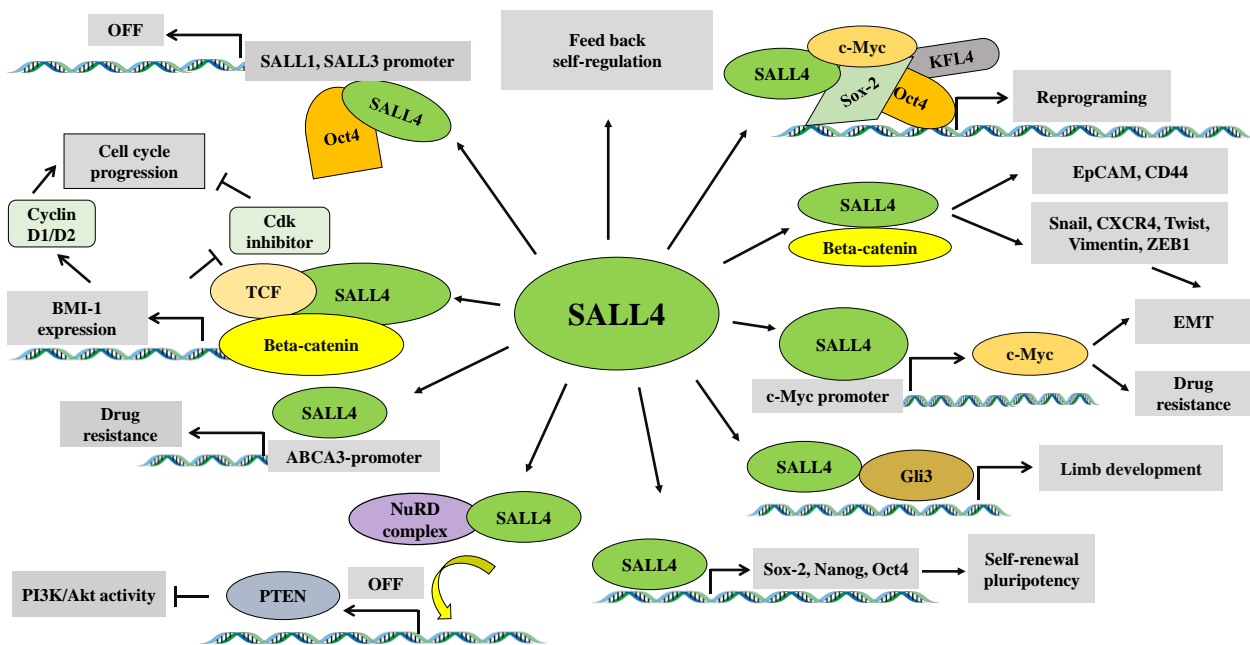 OFF
SALL1, SALL3 promoter
SALL4
Oct4
Feed back
self-regulation
c-Myc
SALL4
KFL4
Sox-2
Oct4
Reprograming
Cell cycle
progression
Cyclin
D1/D2
Cdk
inhibitor
TCF
SALL4
Beta-catenin
BMI-1
expression
SALL4
SALL4
Beta-catenin
EpCAM, CD44
Snail, CXCR4, Twist,
Vimentin, ZEB1
EMT
SALL4
c-Myc promoter
c-Myc
Drug
resistance
SALL4
ABCA3-promoter
Drug
resistance
SALL4
Gli3
Limb development
NuRD
complex
SALL4
OFF
PTEN
PI3K/Akt activity
SALL4
Sox-2, Nanog, Oct4
Self-renewal
pluripotency